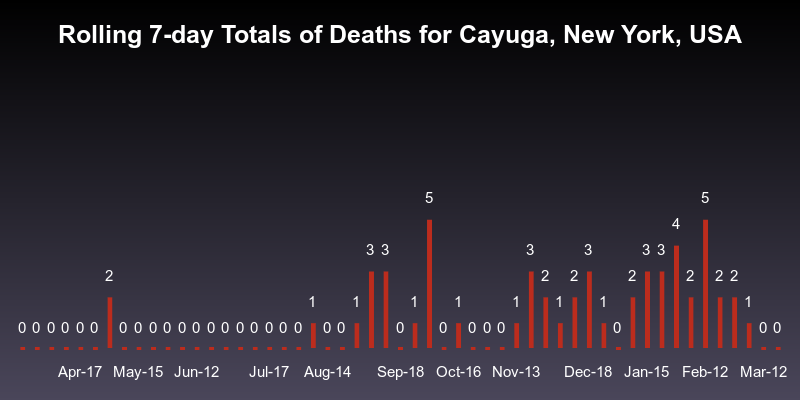 Rolling 7-day Totals of Deaths for Cayuga, New York, USA
5 5
4
3 3 3 3 3 3
2 2 2 2 2 2 2
1 1 1 1 1 1 1 1
0 0 0 0 0 0 0 0 0 0 0 0 0 0 0 0 0 0 0 0 0 0 0 0 0 0 0 0 0
Apr-17 May-15 Jun-12 Jul-17 Aug-14 Sep-18 Oct-16 Nov-13 Dec-18 Jan-15 Feb-12 Mar-12